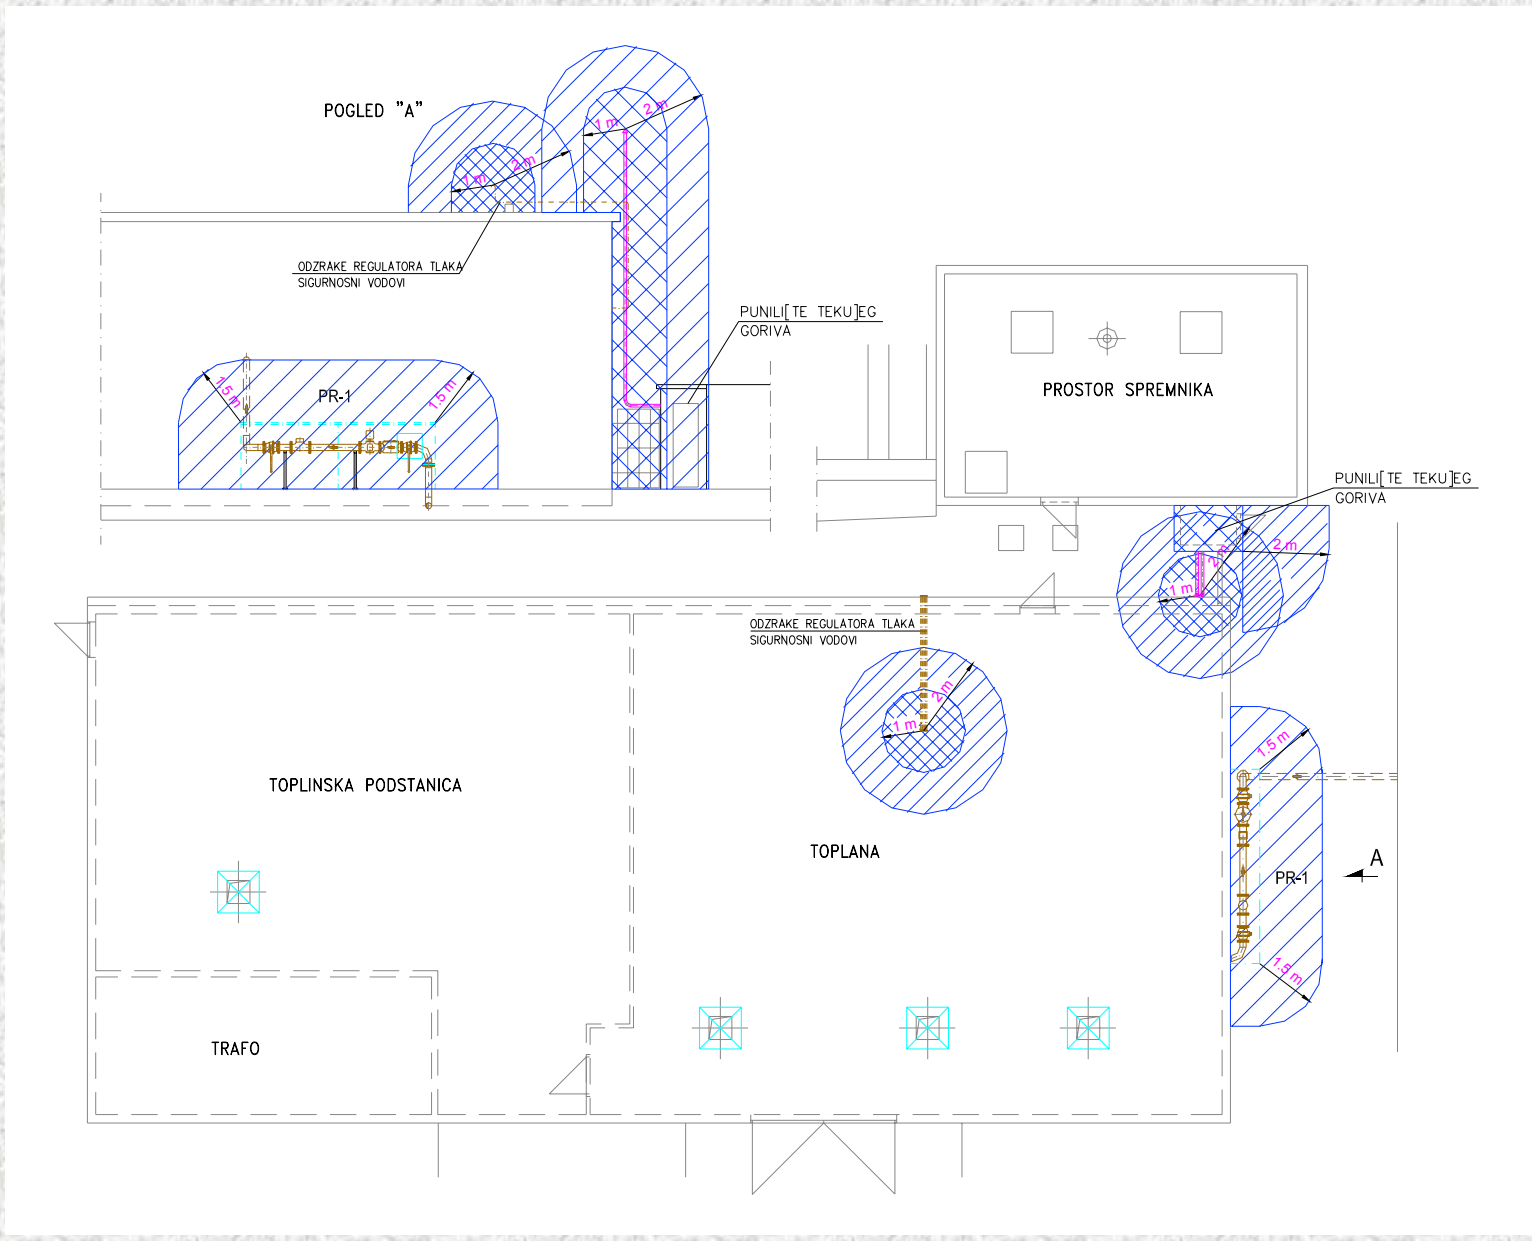 POGLED "A"
2 m
1 m
2 m
1 m
ODZRAKE REGULATORA TLAKA
SIGURNOSNI VODOVI
PUNILI[TE TEKU]EG
GORIVA
1.5 m
PR-1
1.5 m
PROSTOR SPREMNIKA
PUNILI[TE TEKU]EG
GORIVA
2 m
2 m
1 m
ODZRAKE REGULATORA TLAKA
SIGURNOSNI VODOVI
2 m
1 m
1.5 m
TOPLINSKA PODSTANICA
TOPLANA
A
PR-1
1.5 m
TRAFO